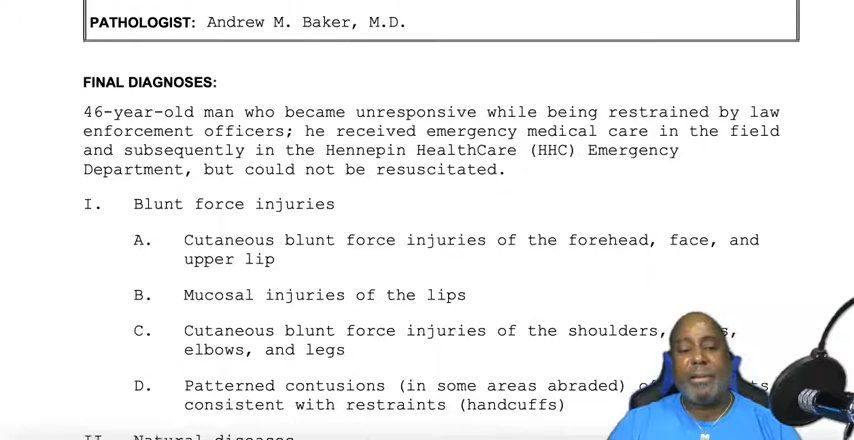 PATHOLOGIST: Andrew M. Baker, M.D.
FINAL DIAGNOSES:
46-year-old man who became unresponsive while being restrained by law
enforcement officers; he received emergency medical care in the field
and subsequently in the Hennepin HealthCare (HHC) Emergency
Department, but could not be resuscitated.
I. Blunt force injuries
A. Cutaneous blunt force injuries of the forehead, face, and
upper lip
B. Mucosal injuries of the lips
C. Cutaneous blunt force injuries of the shoulders,
elbows, and legs
D. Patterned contusions (in some areas abraded)
consistent with restraints (handcuffs)
II. Natural diseases